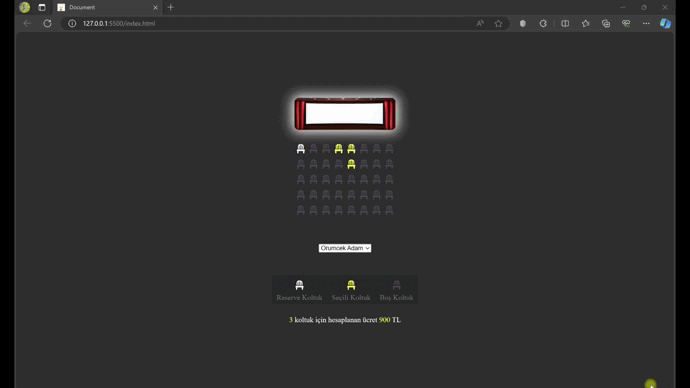 Document
127.0.0.1:5500/index.html
Orumcek Adam
Reserve Koltuk Seçili Koltuk Boş Koltuk
3 koltuk için hesaplanan ücret 900 TL